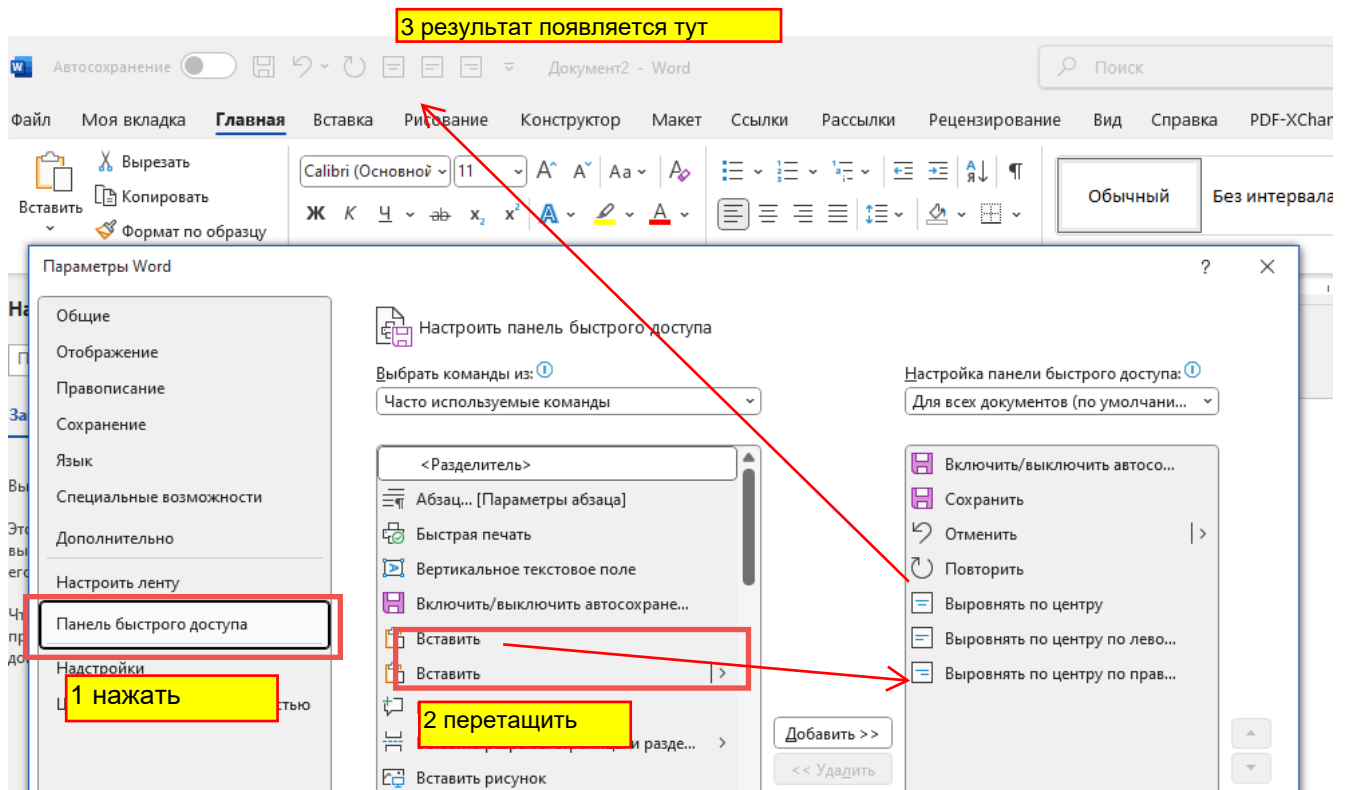 3 результат появляется тут
Автосохранение
Документ2 - Word
Поиск
Файл Моя вкладка Главная Вставка Рисование Конструктор Макет Ссылки Рассылки Рецензирование Вид Справка PDF-XChan
Вставить
Вырезать
Копировать
Формат по образцу
Calibri (Основной 11
Обычный
Без интервала
Параметры Word
Общие
Отображение
Правописание
Сохранение
Язык
Специальные возможности
Дополнительно
Настроить ленту
Панель быстрого доступа
Надстройки
1 нажать
Настроить панель быстрого доступа
Выбрать команды из:
Часто используемые команды
<Разделитель>
Абзац... [Параметры абзаца]
Быстрая печать
Вертикальное текстовое поле
Включить/выключить автосохране...
Вставить
Вставить
2 перетащить
Вставить рисунок
Добавить >>
<< Удалить
Настройка панели быстрого доступа:
Для всех документов (по умолчани...
Включить/выключить автосо...
Сохранить
Отменить
Повторить
Выровнять по центру
Выровнять по центру по лево...
Выровнять по центру по прав...